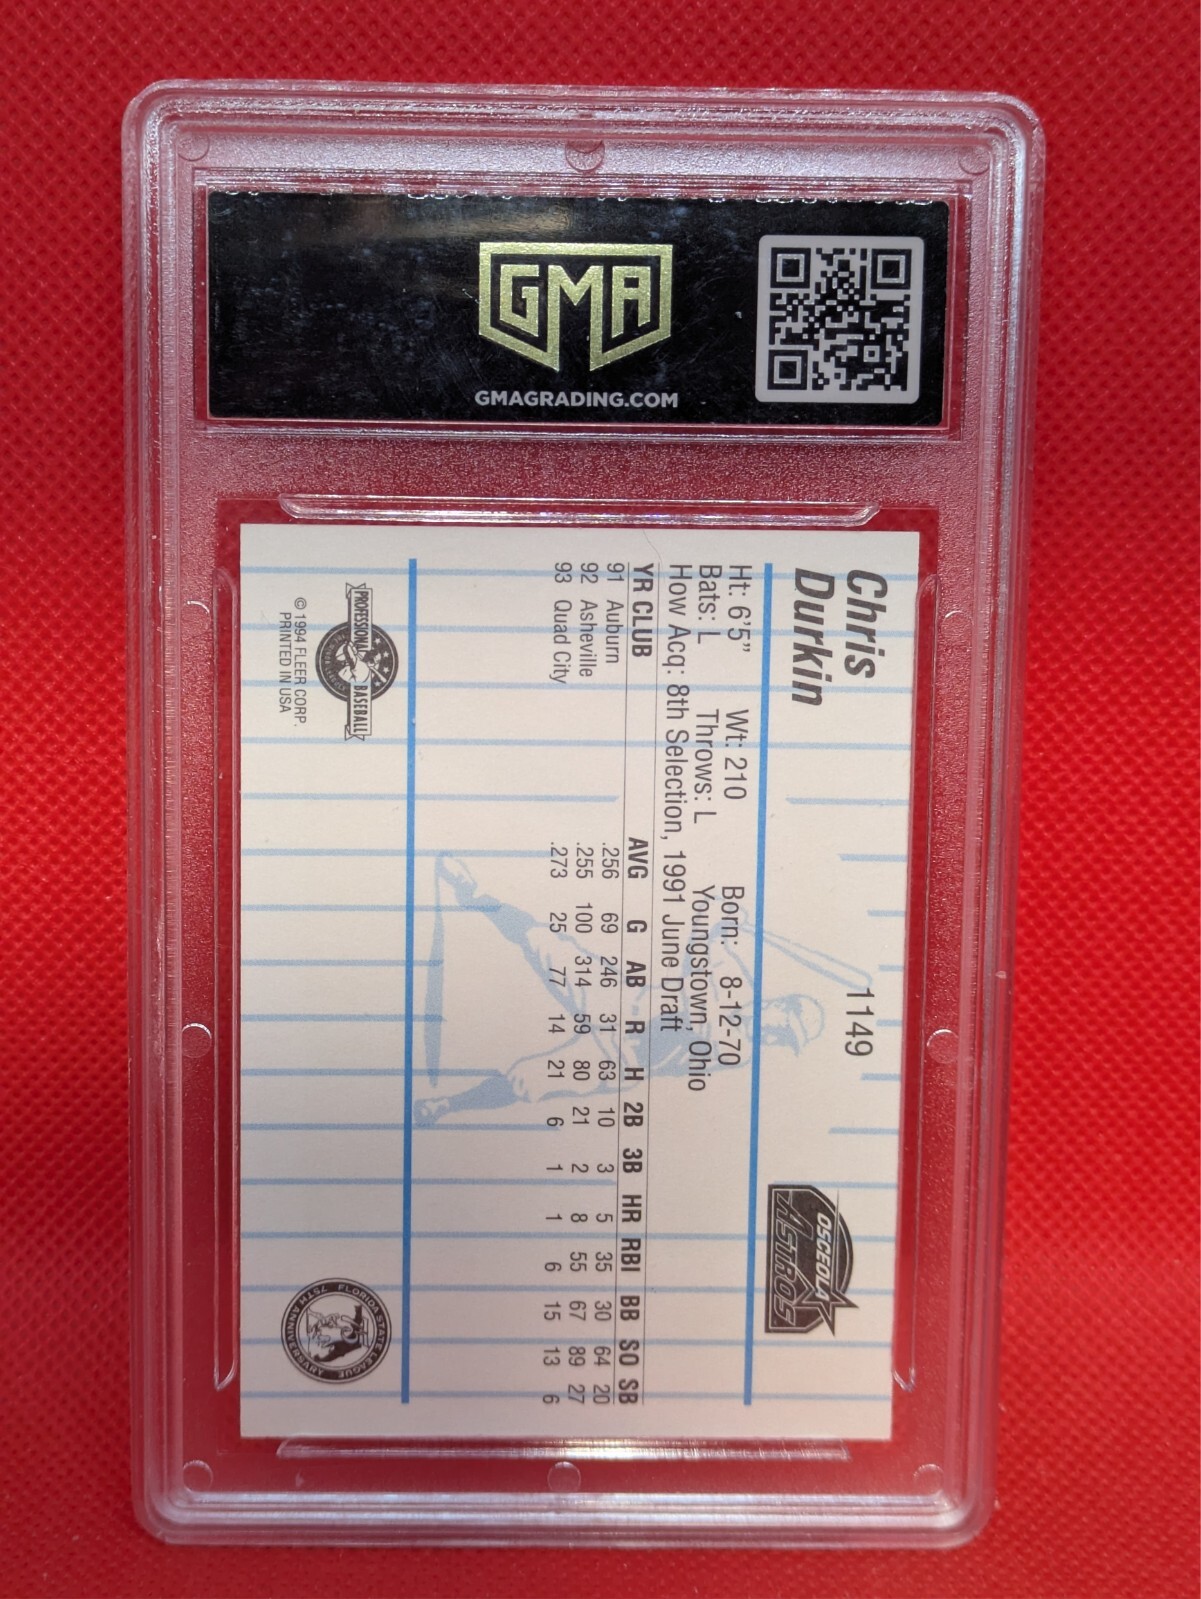 GMA
GMAGRADING.COM
Chris
Durkin
1149
OSCEOLA
ASTROS
Ht: 6'5" Wt: 210 Born: 8-12-70
Bats: L Throws: L Youngstown, Ohio
How Acq: 8th Selection, 1991 June Draft
YR CLUB AVG G AB R H 2B 3B HR RBI BB SO SB
91 Auburn .256 69 246 31 63 10 3 5 35 30 64 20
92 Asheville .255 100 314 59 80 21 2 8 55 67 89 27
93 Quad City .273 25 77 14 21 6 1 1 6 15 13 6
PROFESSIONAL BASEBALL
© 1994 FLEER CORP.
PRINTED IN USA
FLORIDA STATE LEAGUE
75TH ANNIVERSARY